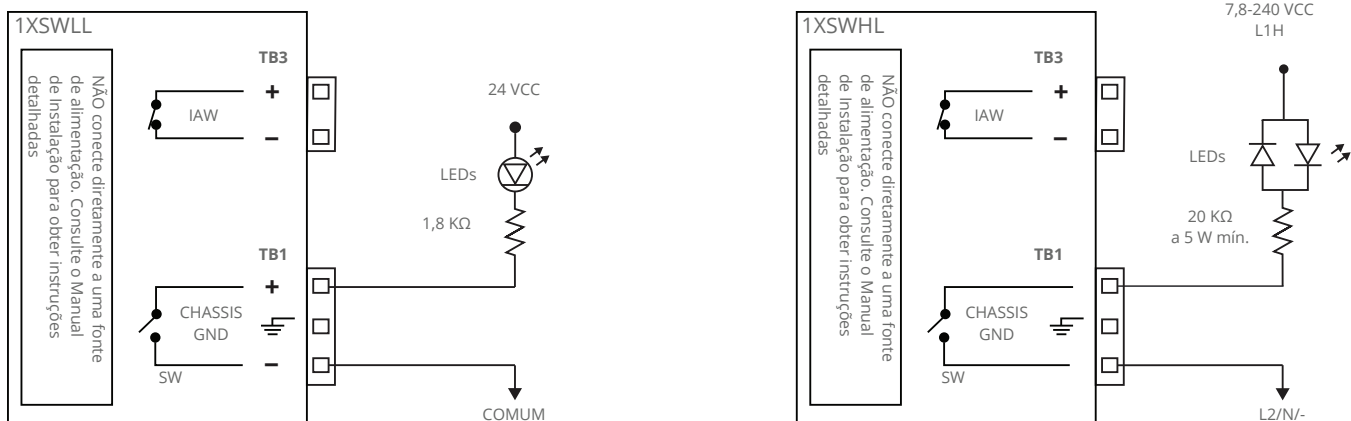 1XSWLL
NÃO conecte diretamente a uma fonte
de alimentação. Consulte o Manual
de Instalação para obter instruções
detalhadas
TB3
+
IAW
−
TB1
+
CHASSIS
GND
−
SW
24 VCC
LEDs
1,8 KΩ
COMUM
1XSWHL
NÃO conecte diretamente a uma fonte
de alimentação. Consulte o Manual
de Instalação para obter instruções
detalhadas
TB3
+
IAW
−
TB1
CHASSIS
GND
SW
7,8-240 VCC
L1H
LEDs
20 KΩ
a 5 W mín.
L2/N/-